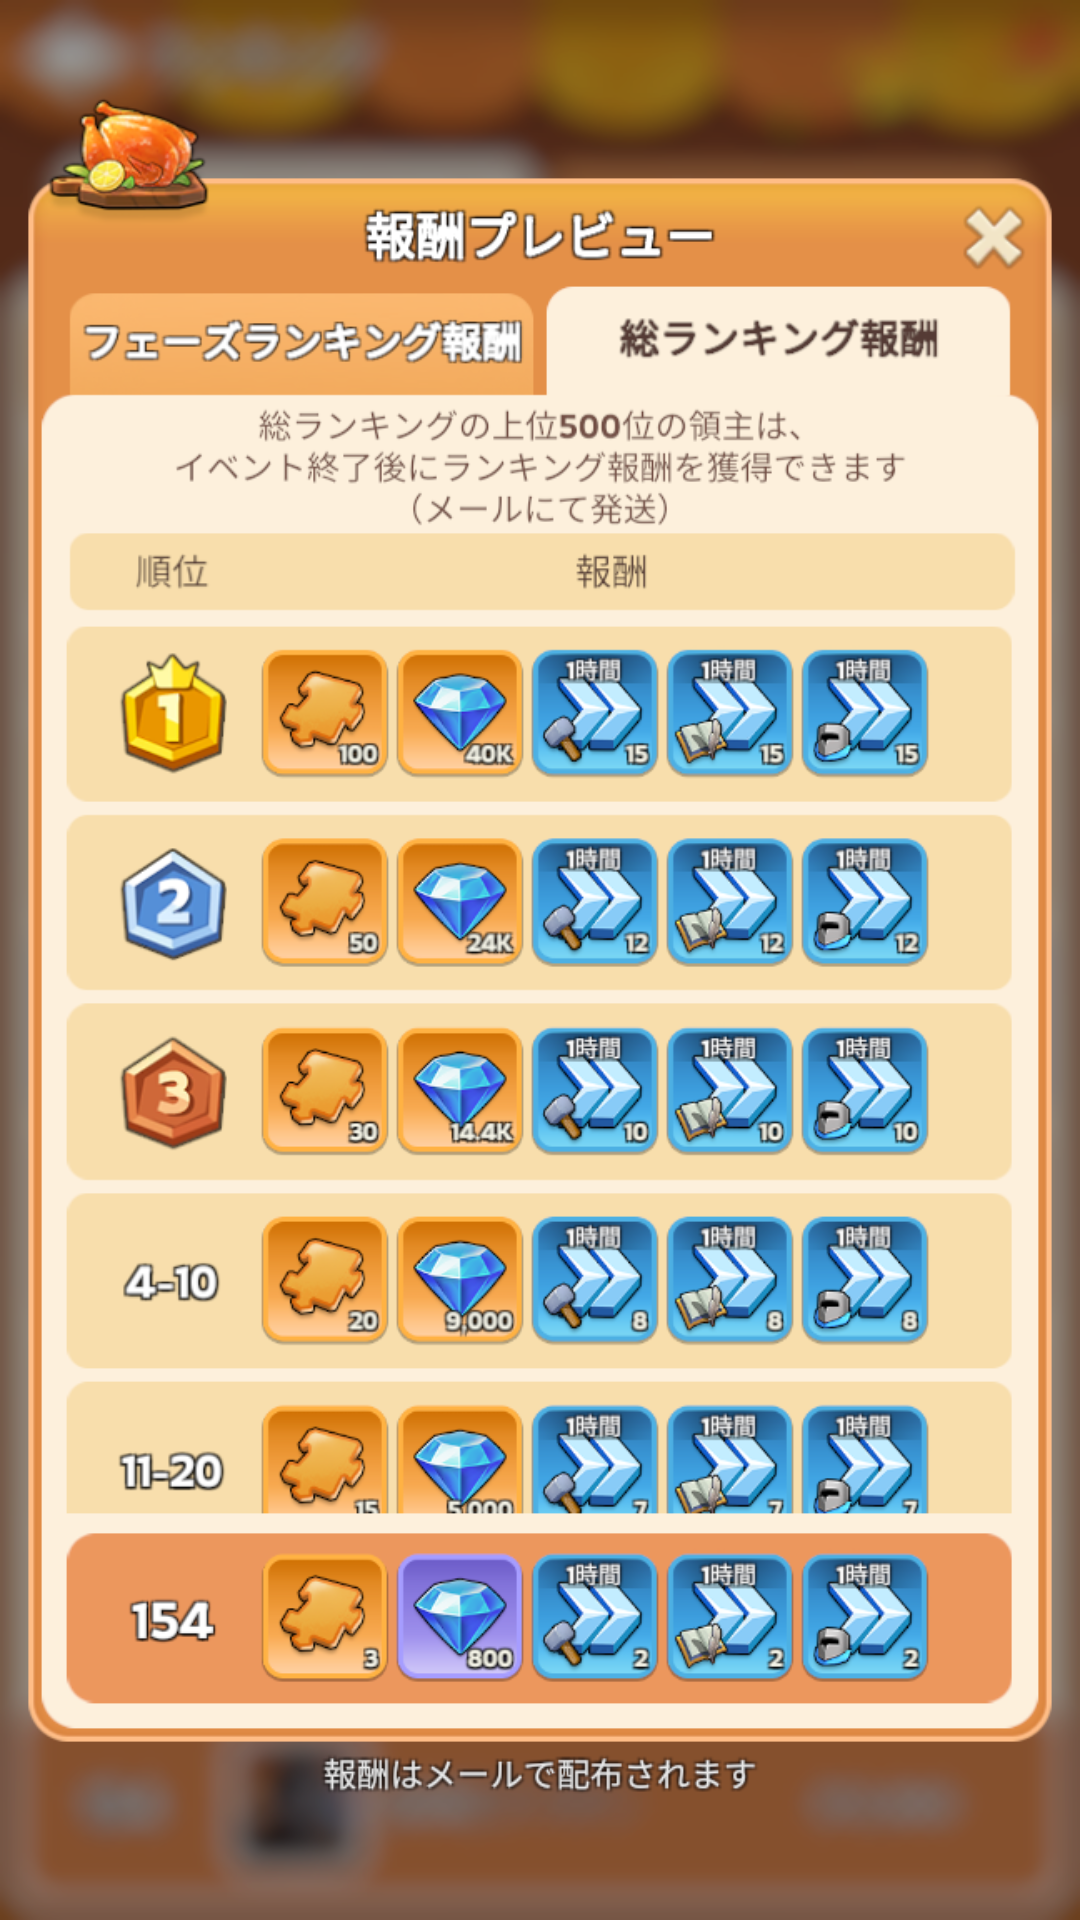 報酬プレビュー
フェーズランキング報酬
総ランキング報酬
総ランキングの上位500位の領主は、
イベント終了後にランキング報酬を獲得できます
（メールにて発送）
順位 報酬
1 100 40K 1時間 15 1時間 15 1時間 15
2 50 24K 1時間 12 1時間 12 1時間 12
3 30 14.4K 1時間 10 1時間 10 1時間 10
4-10 20 9,000 1時間 8 1時間 8 1時間 8
11-20 15 5,000 1時間 7 1時間 7 1時間 7
154 3 800 1時間 2 1時間 2 1時間 2
報酬はメールで配布されます